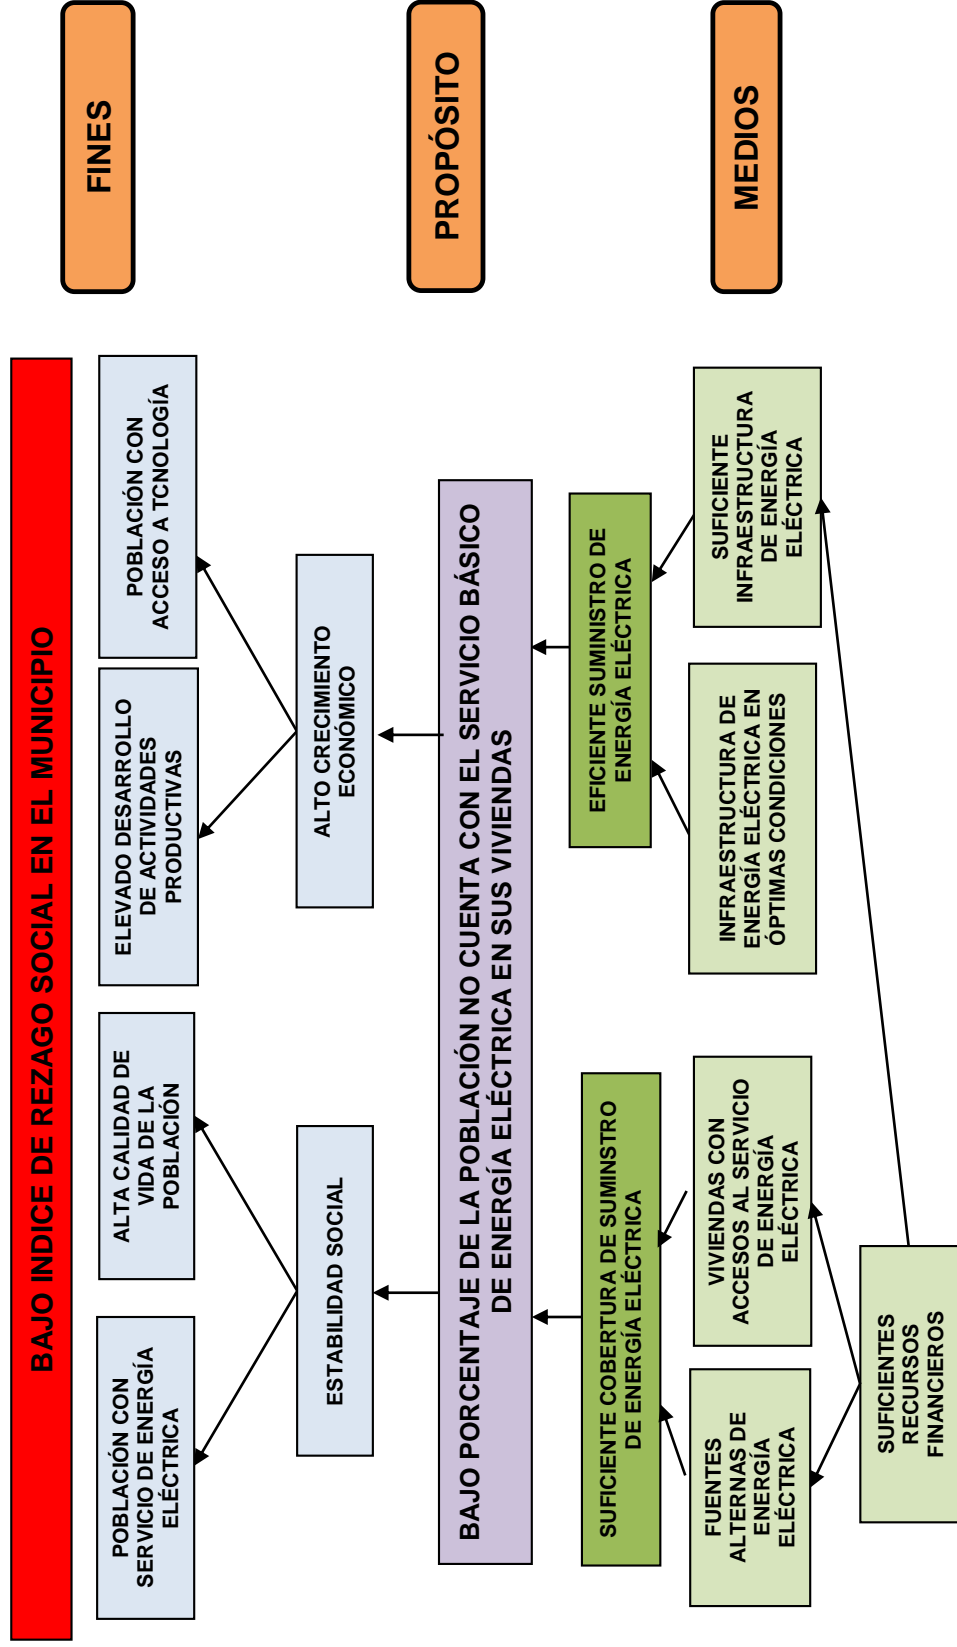 BAJO INDICE DE REZAGO SOCIAL EN EL MUNICIPIO
FINES
POBLACIÓN CON
SERVICIO DE ENERGÍA
ELÉCTRICA
ALTA CALIDAD DE
VIDA DE LA
POBLACIÓN
ELEVADO DESARROLLO
DE ACTIVIDADES
PRODUCTIVAS
POBLACIÓN CON
ACCESO A TCNOLOGÍA
ESTABILIDAD SOCIAL
ALTO CRECIMIENTO
ECONÓMICO
BAJO PORCENTAJE DE LA POBLACIÓN NO CUENTA CON EL SERVICIO BÁSICO
DE ENERGÍA ELÉCTRICA EN SUS VIVIENDAS
PROPÓSITO
SUFICIENTE COBERTURA DE SUMINSTRO
DE ENERGÍA ELÉCTRICA
EFICIENTE SUMINISTRO DE
ENERGÍA ELÉCTRICA
FUENTES
ALTERNAS DE
ENERGÍA
ELÉCTRICA
VIVIENDAS CON
ACCESOS AL SERVICIO
DE ENERGÍA
ELÉCTRICA
INFRAESTRUCTURA DE
ENERGÍA ELÉCTRICA EN
ÓPTIMAS CONDICIONES
SUFICIENTE
INFRAESTRUCTURA
DE ENERGÍA
ELÉCTRICA
MEDIOS
SUFICIENTES
RECURSOS
FINANCIEROS